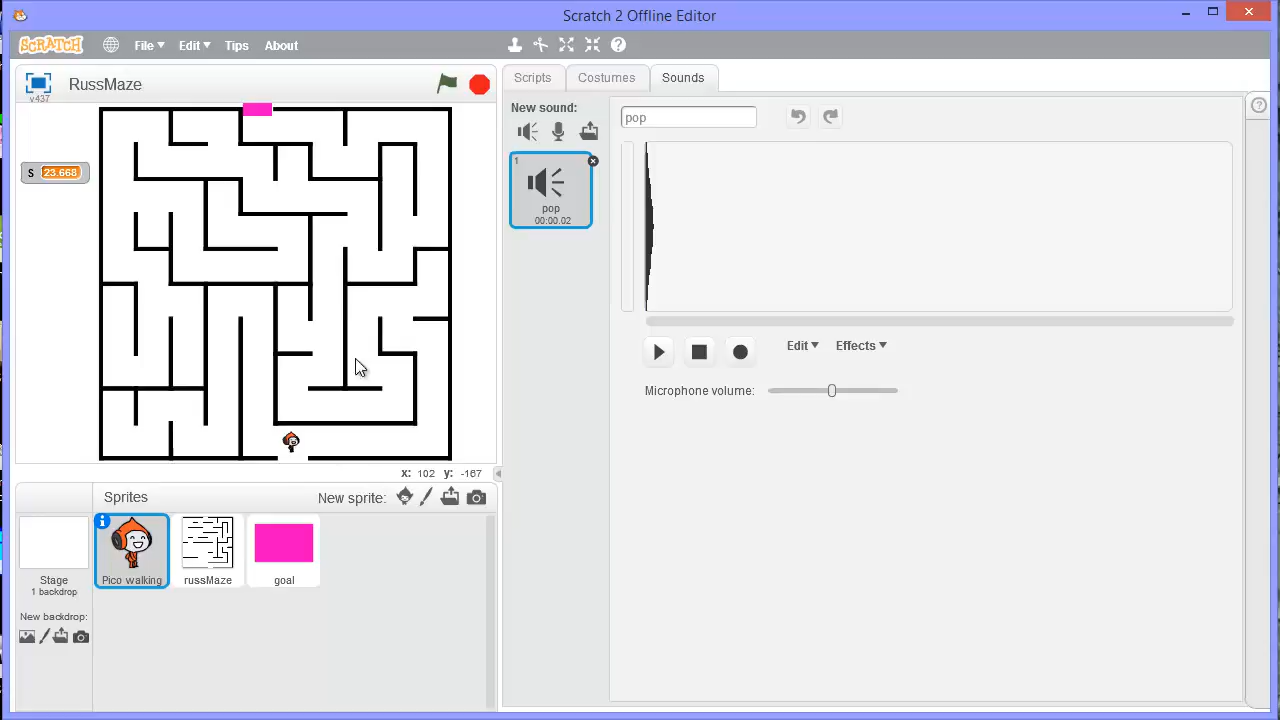 Scratch 2 Offline Editor
SCRATCH File Edit Tips About
v437
RussMaze
Scripts Costumes Sounds
New sound:
pop
1
pop
00:00.02
S 23.668
Edit Effects
Microphone volume:
x: 102 y: -167
Sprites New sprite:
Stage
1 backdrop
New backdrop:
Pico walking russMaze goal